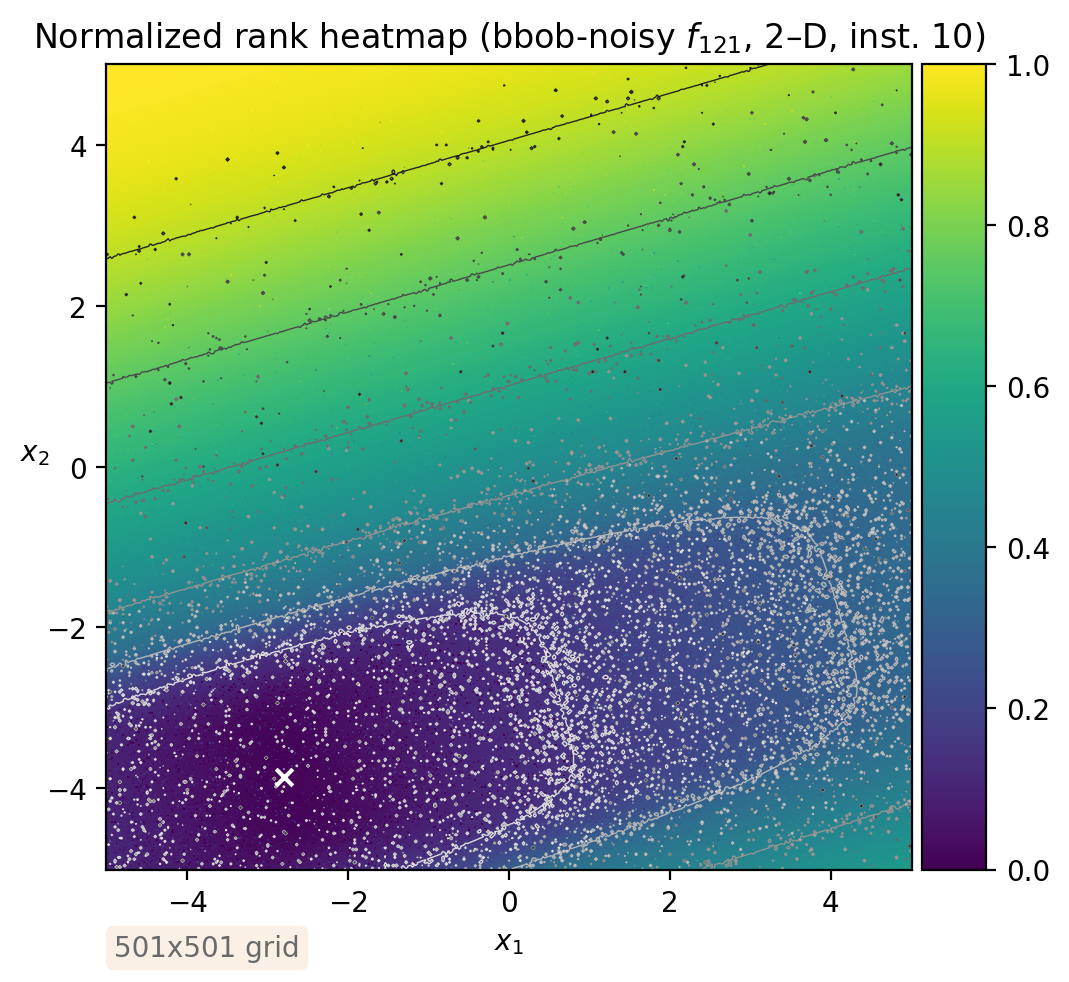 Normalized rank heatmap (bbob-noisy f₁₂₁, 2–D, inst. 10)
1.0
0.8
0.6
0.4
0.2
0.0
4
2
0
−2
−4
x₂
−4 −2 0 2 4
x₁
501x501 grid